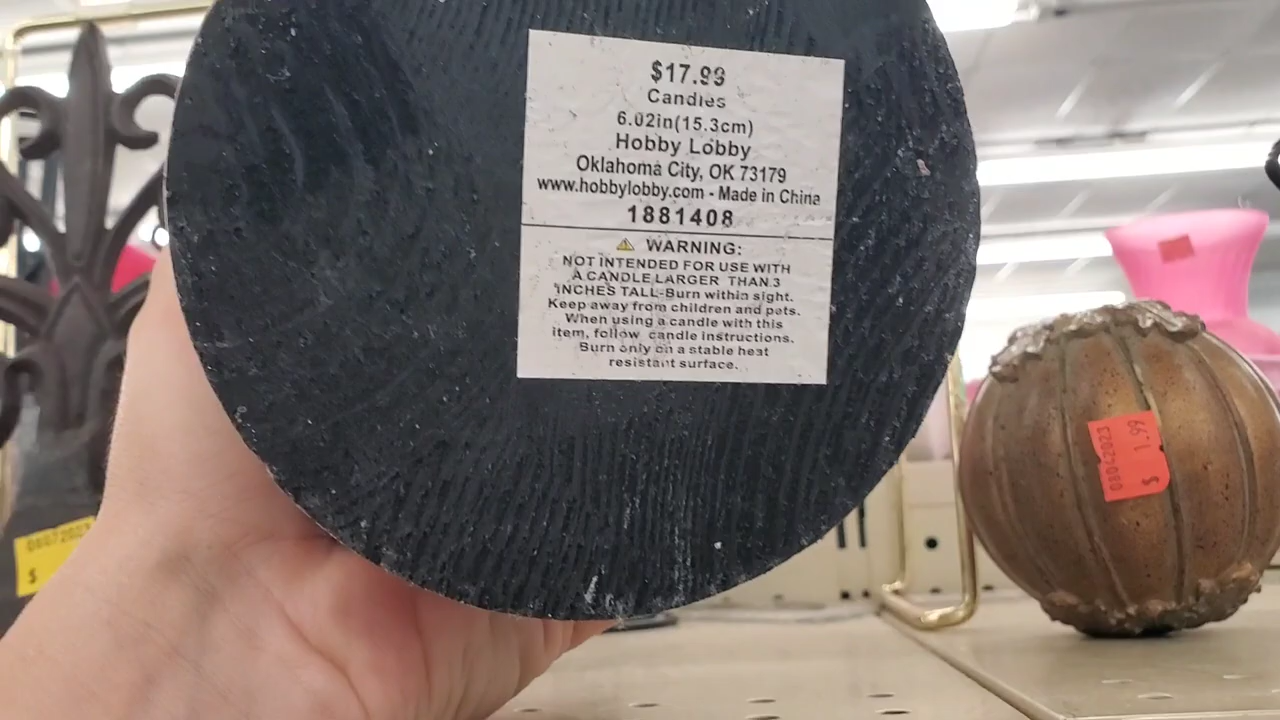 $17.99
Candles
6.02in(15.3cm)
Hobby Lobby
Oklahoma City, OK 73179
www.hobbylobby.com - Made in China
1881408
⚠ WARNING:
NOT INTENDED FOR USE WITH
A CANDLE LARGER THAN 3
INCHES TALL-Burn within sight.
Keep away from children and pets.
When using a candle with this
item, follow candle instructions.
Burn only on a stable heat
resistant surface.
08072023
$
08042023
$ 1.99